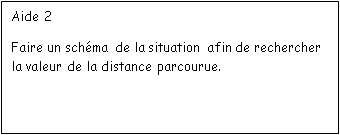 Aide 2
Faire un schéma de la situation afin de rechercher
la valeur de la distance parcourue.